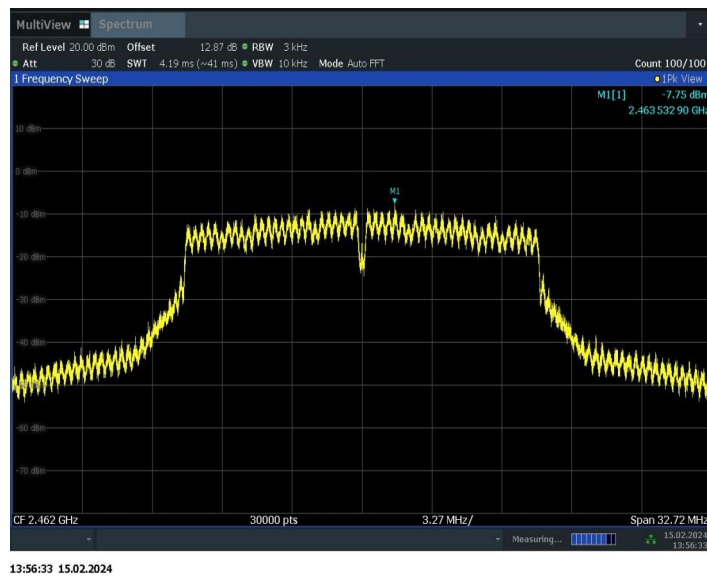 MultiView Spectrum
Ref Level 20.00 dBm Offset 12.87 dB RBW 3 kHz
Att 30 dB SWT 4.19 ms (~41 ms) VBW 10 kHz Mode Auto FFT Count 100/100
1 Frequency Sweep 1Pk View
M1[1] -7.75 dBm
2.463 532 90 GHz
10 dBm
0 dBm
M1
-10 dBm
-20 dBm
-30 dBm
-40 dBm
-60 dBm
-70 dBm
CF 2.462 GHz 30000 pts 3.27 MHz/ Span 32.72 MHz
Measuring... 15.02.2024
13:56:33
13:56:33 15.02.2024